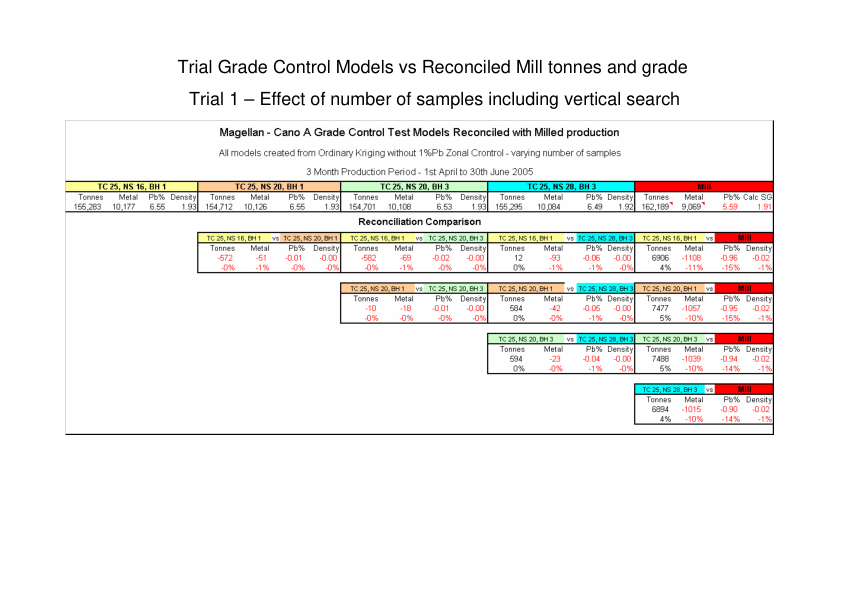 Trial Grade Control Models vs Reconciled Mill tonnes and grade
Trial 1 – Effect of number of samples including vertical search
Magellan - Cano A Grade Control Test Models Reconciled with Milled production
All models created from Ordinary Kriging without 1%Pb Zonal Crontrol - varying number of samples
3 Month Production Period - 1st April to 30th June 2005
TC 25, NS 16, BH 1 TC 25, NS 20, BH 1 TC 25, NS 20, BH 3 TC 25, NS 28, BH 3 Mill
Tonnes Metal Pb% Density Tonnes Metal Pb% Density Tonnes Metal Pb% Density Tonnes Metal Pb% Density Tonnes Metal Pb% Calc SG
155,283 10,177 6.55 1.93 154,712 10,126 6.55 1.93 154,701 10,108 6.53 1.93 155,295 10,084 6.49 1.92 162,189 9,069 5.59 1.91
Reconciliation Comparison
TC 25, NS 16, BH 1 vs TC 25, NS 20, BH 1 TC 25, NS 16, BH 1 vs TC 25, NS 20, BH 3 TC 25, NS 16, BH 1 vs TC 25, NS 28, BH 3 TC 25, NS 16, BH 1 vs Mill
Tonnes Metal Pb% Density Tonnes Metal Pb% Density Tonnes Metal Pb% Density Tonnes Metal Pb% Density
-572 -51 -0.01 -0.00 -582 -69 -0.02 -0.00 12 -93 -0.06 -0.00 6906 -1108 -0.96 -0.02
-0% -1% -0% -0% -0% -1% -0% -0% 0% -1% -1% -0% 4% -11% -15% -1%
TC 25, NS 20, BH 1 vs TC 25, NS 20, BH 3 TC 25, NS 20, BH 1 vs TC 25, NS 28, BH 3 TC 25, NS 20, BH 1 vs Mill
Tonnes Metal Pb% Density Tonnes Metal Pb% Density Tonnes Metal Pb% Density
-10 -18 -0.01 -0.00 584 -42 -0.05 -0.00 7477 -1057 -0.95 -0.02
-0% -0% -0% -0% 0% -0% -1% -0% 5% -10% -15% -1%
TC 25, NS 20, BH 3 vs TC 25, NS 28, BH 3 TC 25, NS 20, BH 3 vs Mill
Tonnes Metal Pb% Density Tonnes Metal Pb% Density
594 -23 -0.04 -0.00 7488 -1039 -0.94 -0.02
0% -0% -1% -0% 5% -10% -14% -1%
TC 25, NS 28, BH 3 vs Mill
Tonnes Metal Pb% Density
6894 -1015 -0.90 -0.02
4% -10% -14% -1%